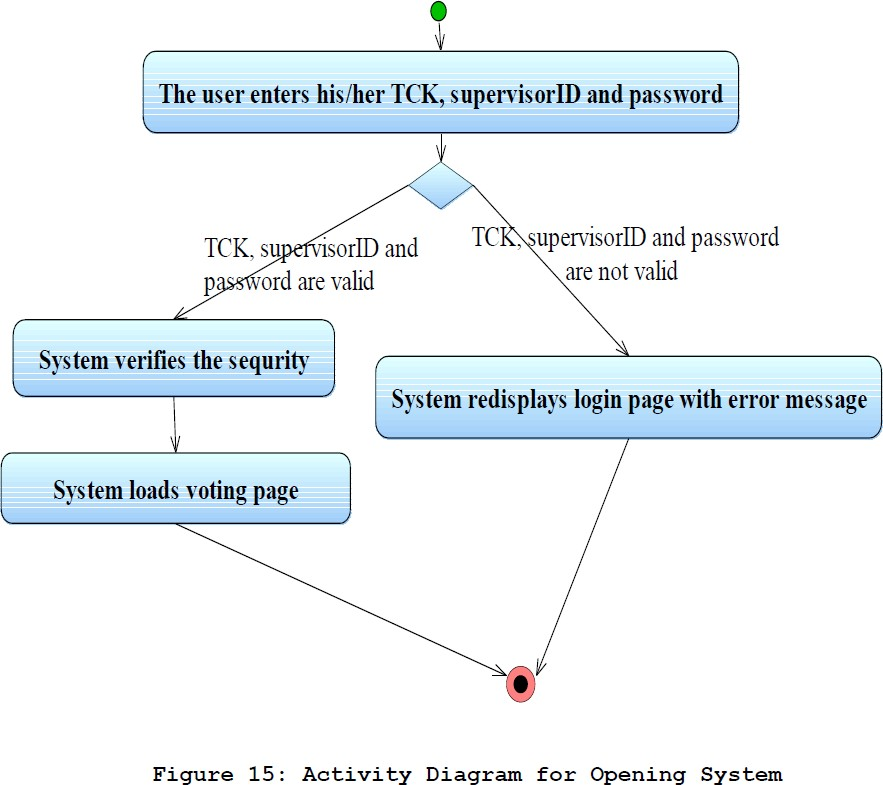 The user enters his/her TCK, supervisorID and password
TCK, supervisorID and
password are valid
TCK, supervisorID and password
are not valid
System verifies the sequrity
System redisplays login page with error message
System loads voting page
Figure 15: Activity Diagram for Opening System